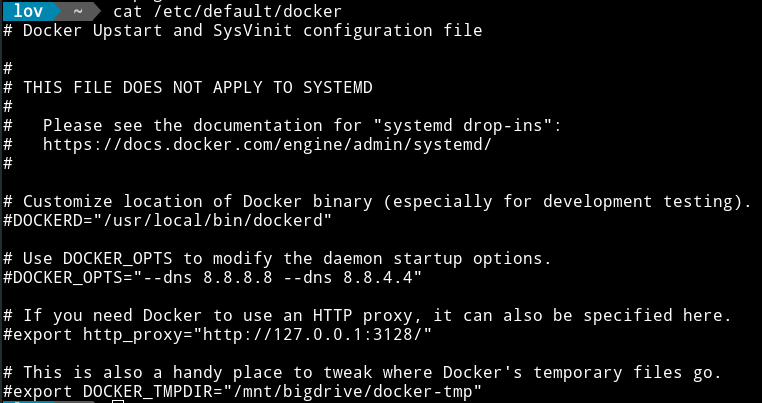 lov ~ cat /etc/default/docker
# Docker Upstart and SysVinit configuration file
#
# THIS FILE DOES NOT APPLY TO SYSTEMD
#
#   Please see the documentation for "systemd drop-ins":
#   https://docs.docker.com/engine/admin/systemd/
#
# Customize location of Docker binary (especially for development testing).
#DOCKERD="/usr/local/bin/dockerd"
# Use DOCKER_OPTS to modify the daemon startup options.
#DOCKER_OPTS="--dns 8.8.8.8 --dns 8.8.4.4"
# If you need Docker to use an HTTP proxy, it can also be specified here.
#export http_proxy="http://127.0.0.1:3128/"
# This is also a handy place to tweak where Docker's temporary files go.
#export DOCKER_TMPDIR="/mnt/bigdrive/docker-tmp"